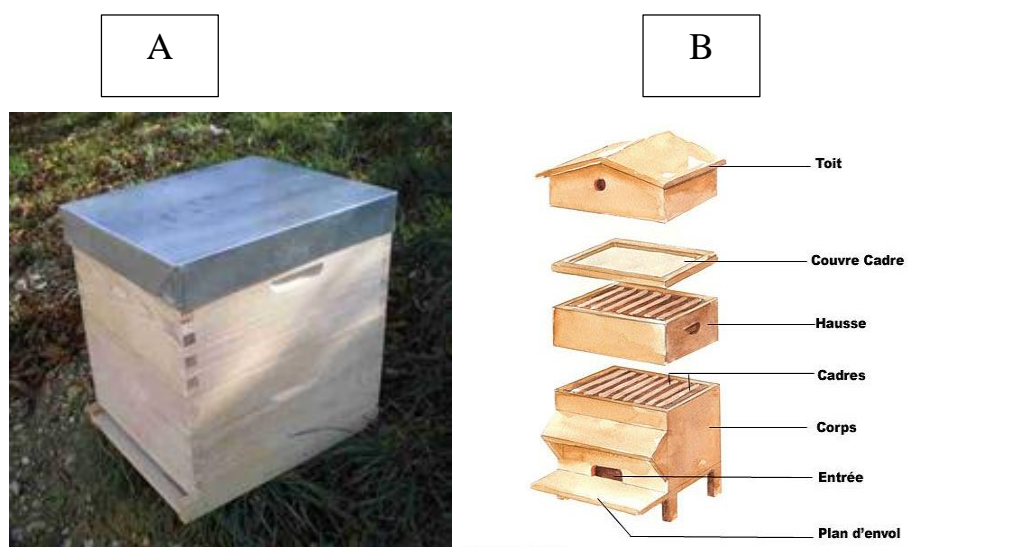 A
B
Toit
Couvre Cadre
Hausse
Cadres
Corps
Entrée
Plan d'envol